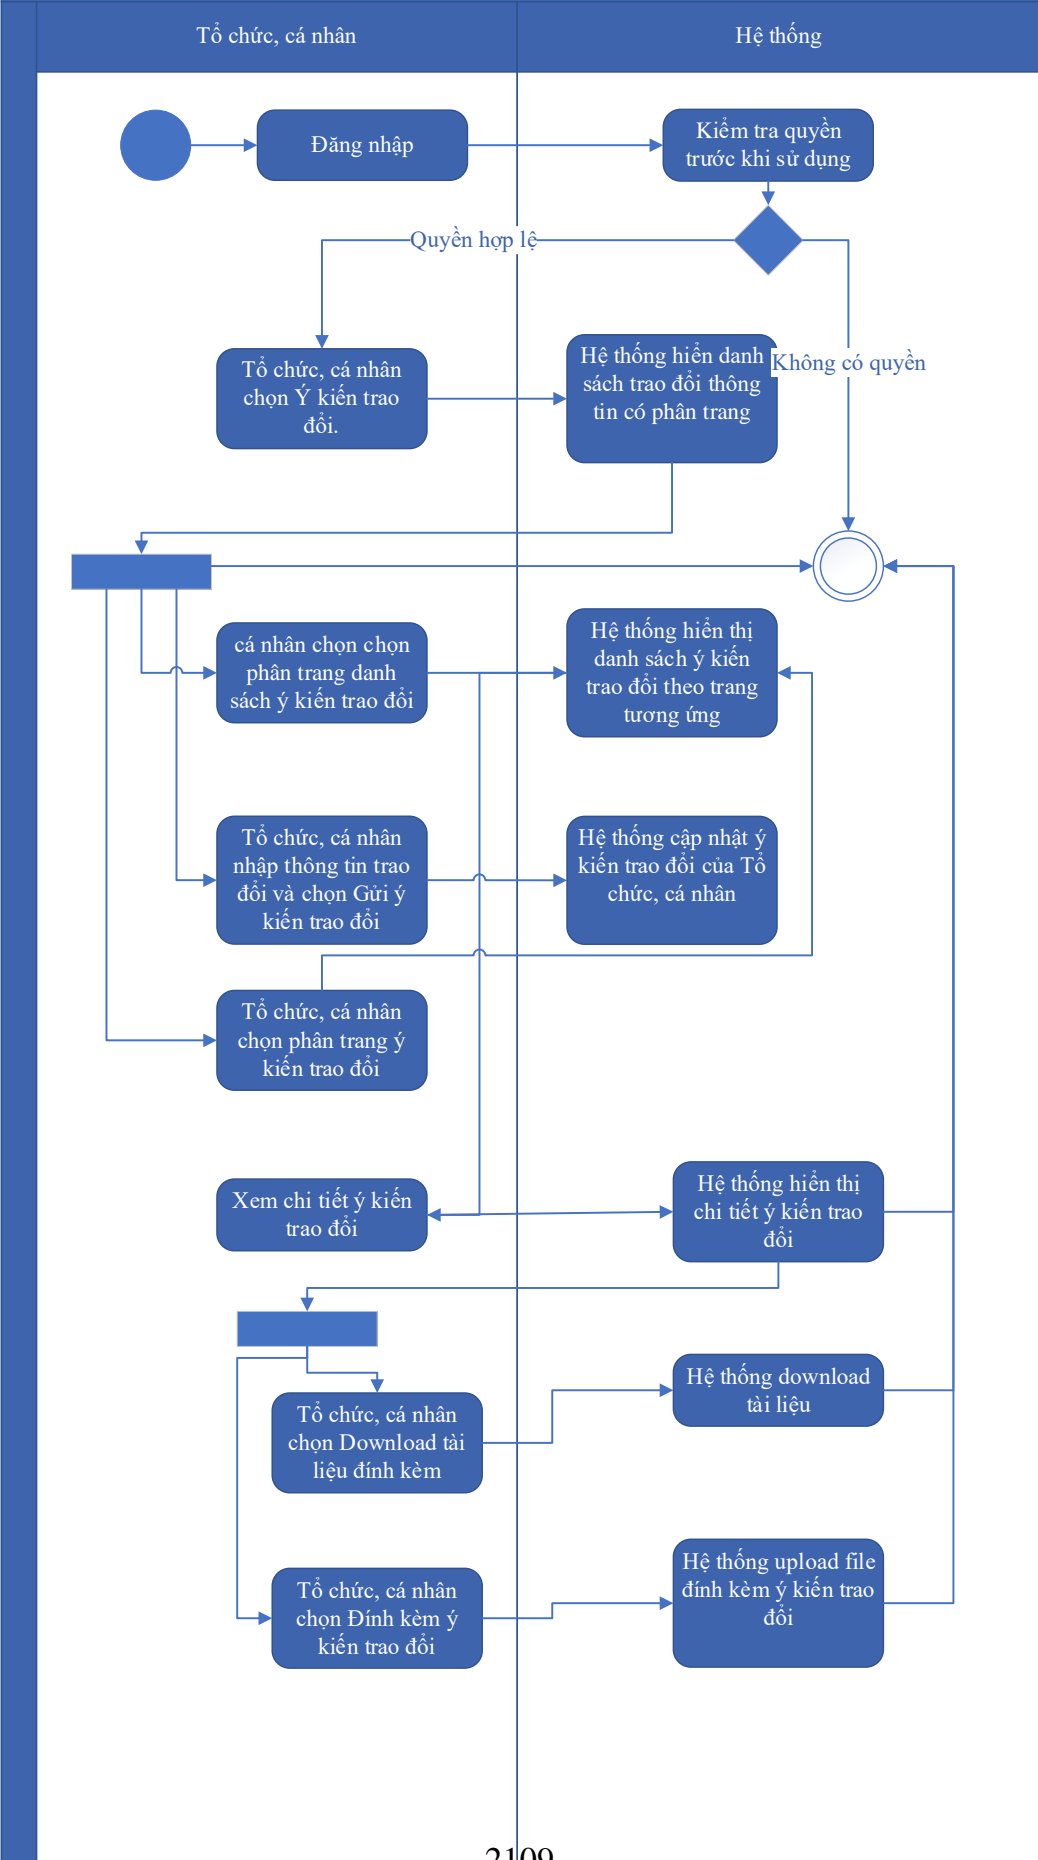 Tổ chức, cá nhân
Hệ thống
Đăng nhập
Kiểm tra quyền
trước khi sử dụng
Quyền hợp lệ
Tổ chức, cá nhân
chọn Ý kiến trao
đổi.
Hệ thống hiển danh
sách trao đổi thông
tin có phân trang
Không có quyền
cá nhân chọn chọn
phân trang danh
sách ý kiến trao đổi
Hệ thống hiển thị
danh sách ý kiến
trao đổi theo trang
tương ứng
Tổ chức, cá nhân
nhập thông tin trao
đổi và chọn Gửi ý
kiến trao đổi
Hệ thống cập nhật ý
kiến trao đổi của Tổ
chức, cá nhân
Tổ chức, cá nhân
chọn phân trang ý
kiến trao đổi
Xem chi tiết ý kiến
trao đổi
Hệ thống hiển thị
chi tiết ý kiến trao
đổi
Tổ chức, cá nhân
chọn Download tài
liệu đính kèm
Hệ thống download
tài liệu
Tổ chức, cá nhân
chọn Đính kèm ý
kiến trao đổi
Hệ thống upload file
đính kèm ý kiến trao
đổi
2109